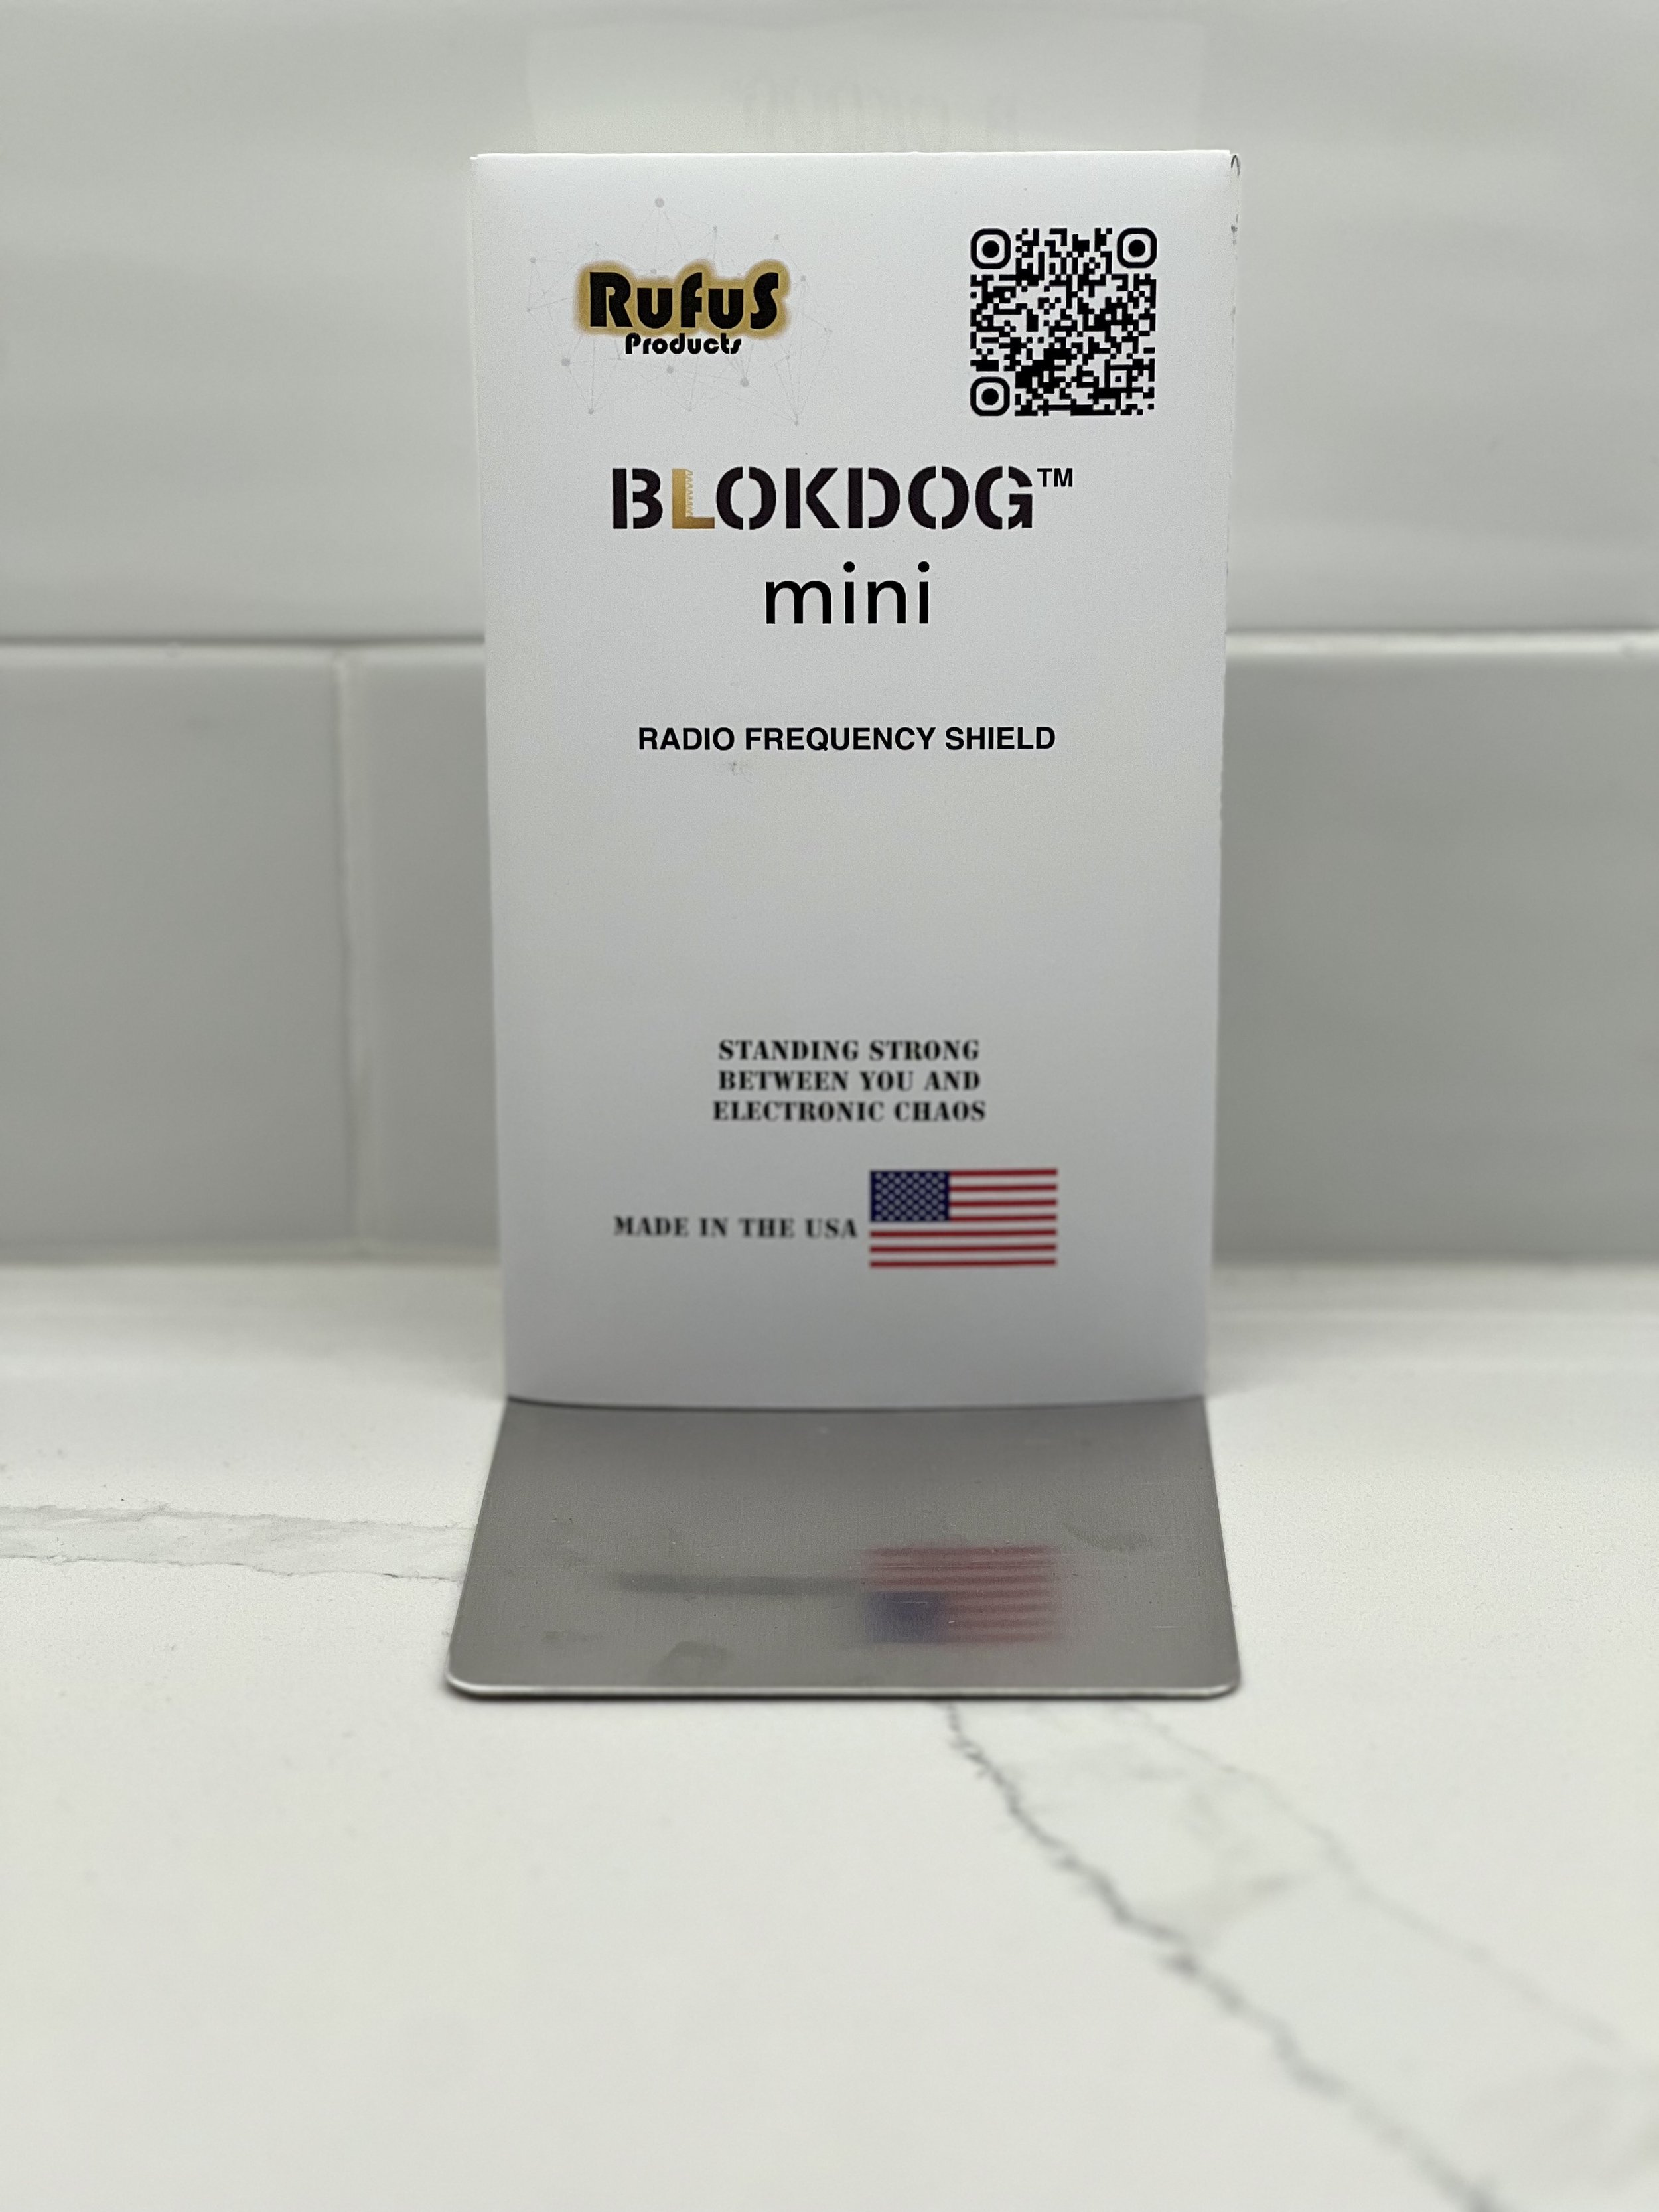 RufuS
Products
BLOKDOG™
mini
RADIO FREQUENCY SHIELD
STANDING STRONG
BETWEEN YOU AND
ELECTRONIC CHAOS
MADE IN THE USA